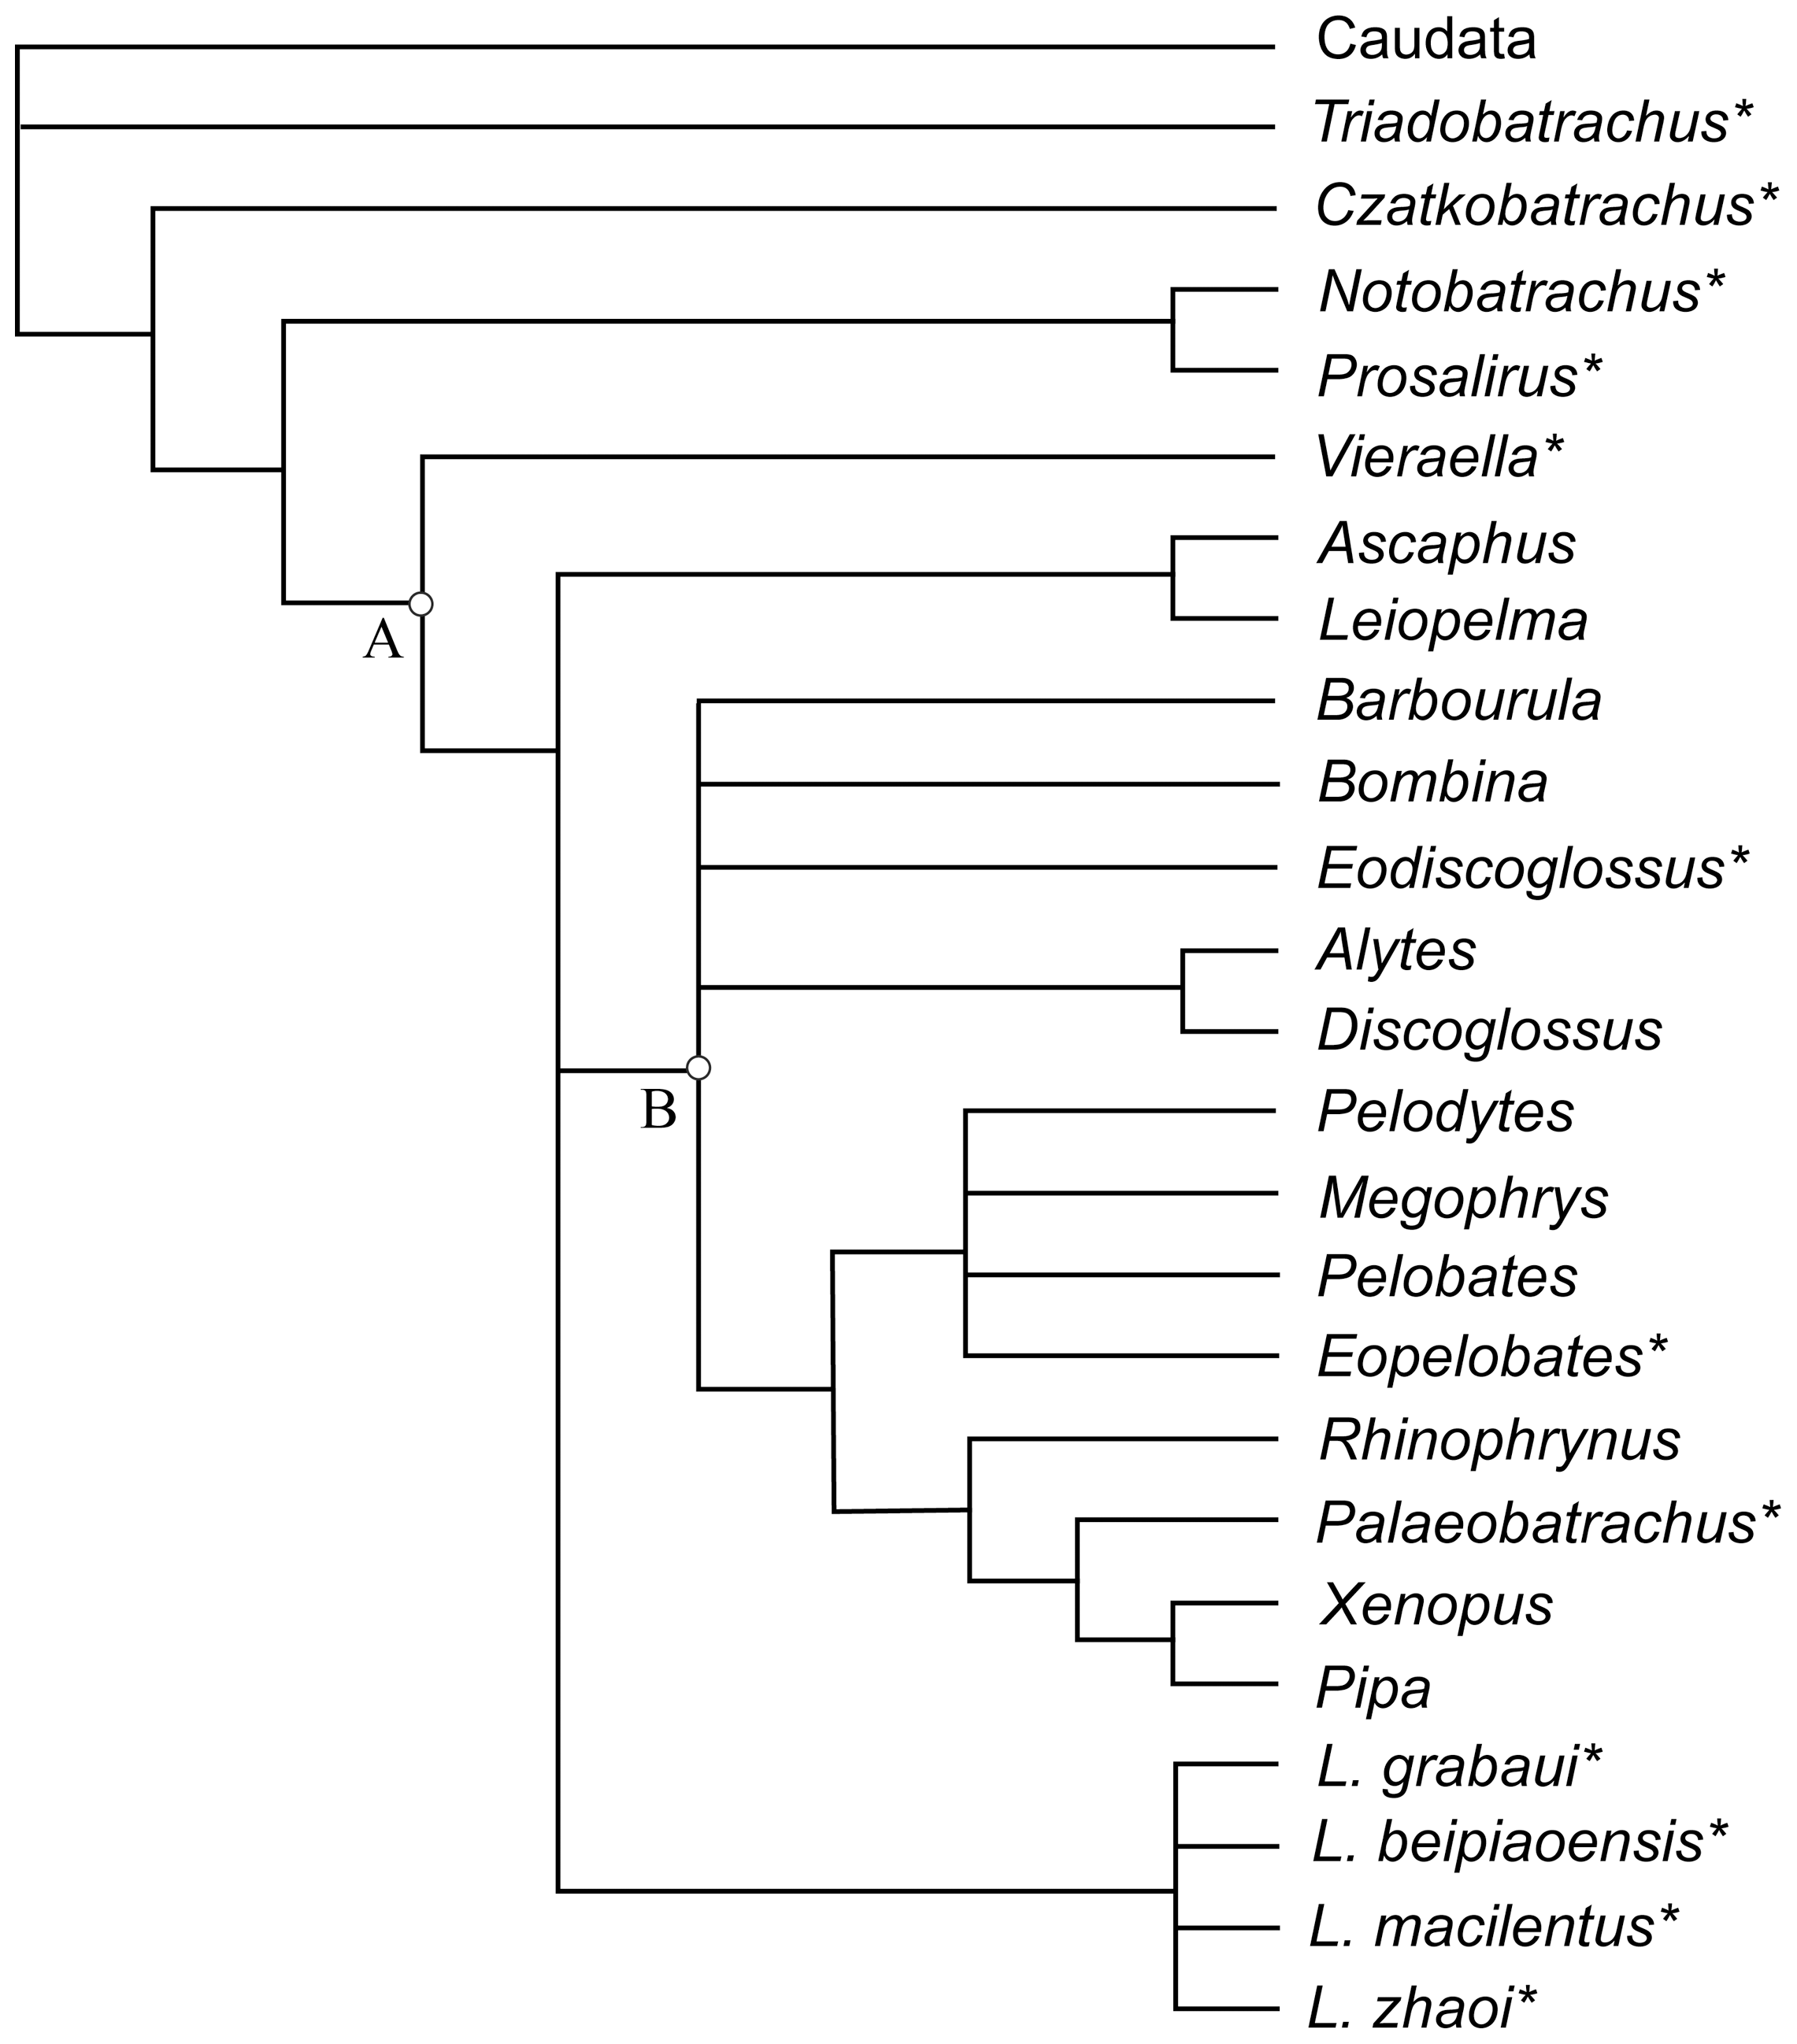 Caudata
Triadobatrachus*
Czatkobatrachus*
Notobatrachus*
Prosalirus*
Vieraella*
Ascaphus
Leiopelma
A
Barbourula
Bombina
Eodiscoglossus*
Alytes
Discoglossus
B
Pelodytes
Megophrys
Pelobates
Eopelobates*
Rhinophrynus
Palaeobatrachus*
Xenopus
Pipa
L. grabaui*
L. beipiaoensis*
L. macilentus*
L. zhaoi*